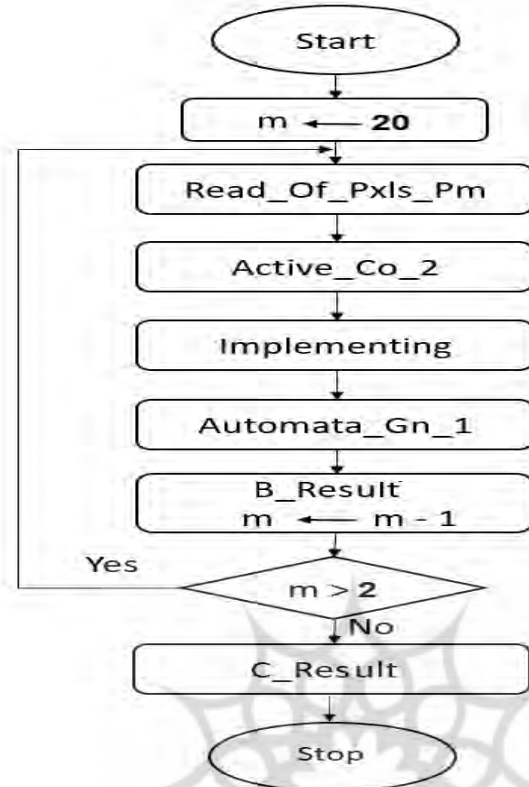 Start
m ← 20
Read_Of_Pxls_Pm
Active_Co_2
Implementing
Automata_Gn_1
B_Result
m ← m - 1
Yes
m > 2
No
C_Result
Stop